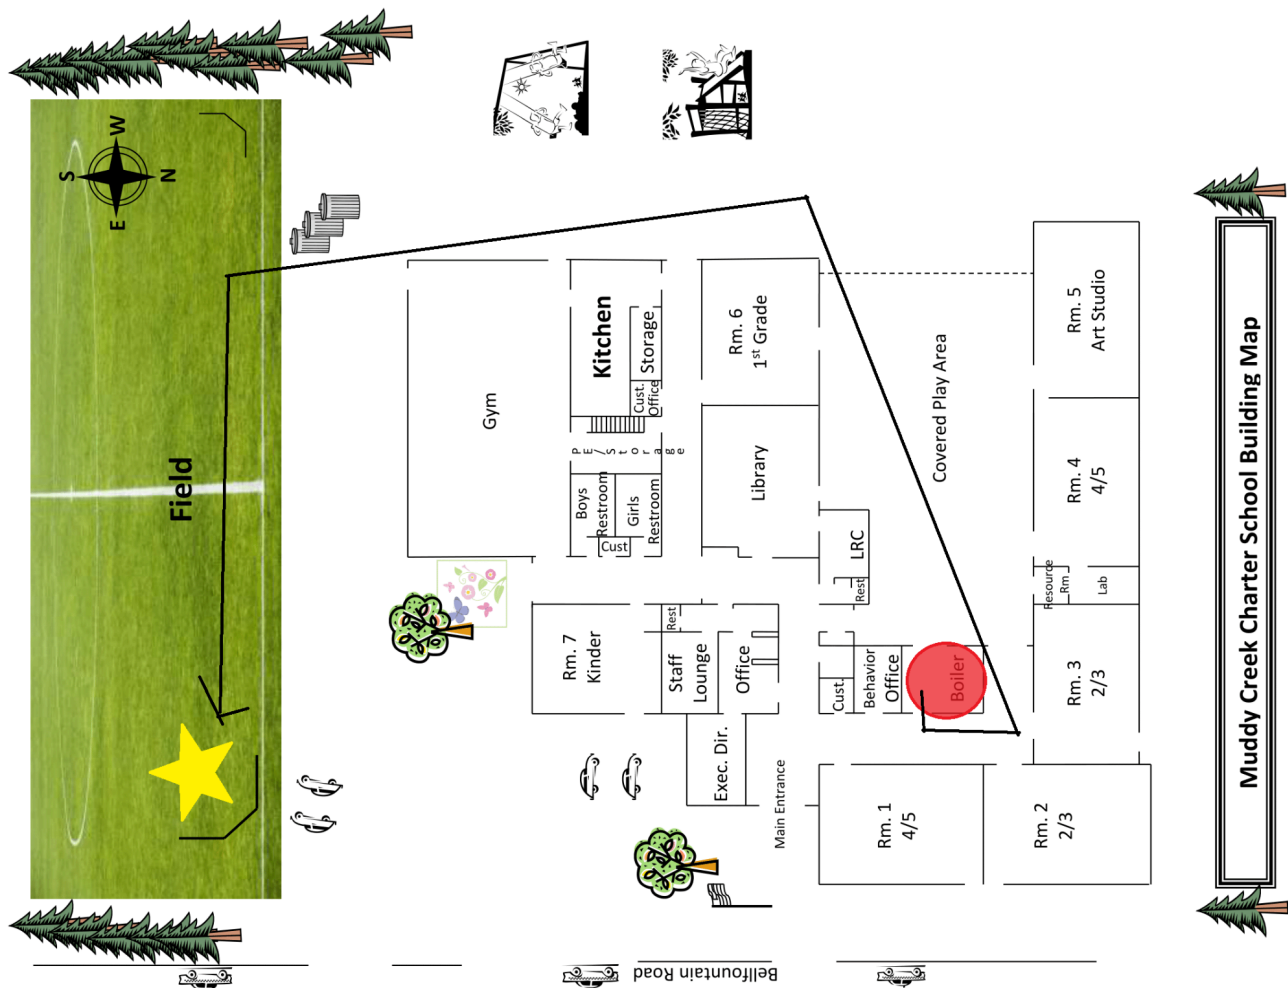 W
S
N
E
Field
Gym
Kitchen
Storage
Cust.
Office
PE/Storage
Boys
Restroom
Girls
Restroom
Cust
Rm. 6
1st Grade
Library
Covered Play Area
Rm. 5
Art Studio
Rm. 4
4/5
Resource
Rm
Lab
LRC
Rest
Rm. 7
Kinder
Rest
Staff
Lounge
Office
Cust.
Behavior
Office
Boiler
Rm. 3
2/3
Exec. Dir.
Main Entrance
Rm. 1
4/5
Rm. 2
2/3
Bellfountain Road
Muddy Creek Charter School Building Map